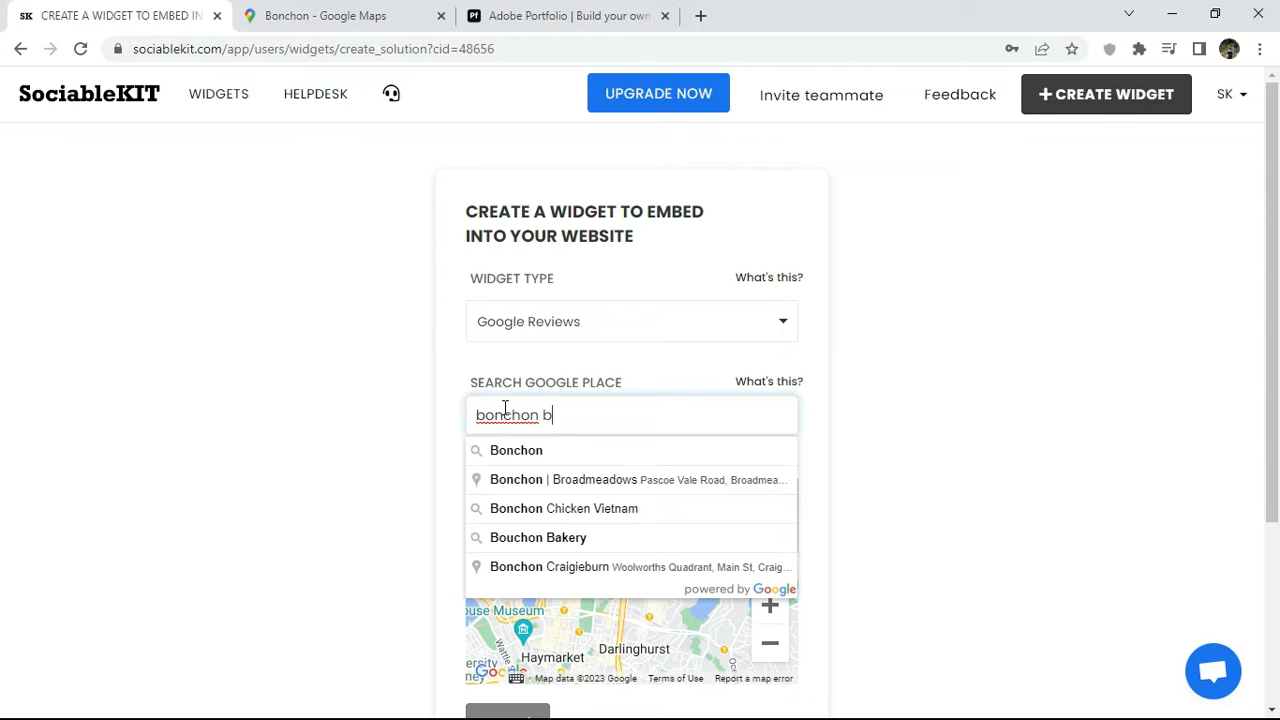 SK CREATE A WIDGET TO EMBED IN
Bonchon - Google Maps
Pf Adobe Portfolio | Build your own
sociablekit.com/app/users/widgets/create_solution?cid=48656
SociableKIT WIDGETS HELPDESK UPGRADE NOW Invite teammate Feedback + CREATE WIDGET SK
CREATE A WIDGET TO EMBED
INTO YOUR WEBSITE
WIDGET TYPE What's this?
Google Reviews
SEARCH GOOGLE PLACE What's this?
bonchon b
Bonchon
Bonchon | Broadmeadows Pascoe Vale Road, Broadmea...
Bonchon Chicken Vietnam
Bouchon Bakery
Bonchon Craigieburn Woolworths Quadrant, Main St, Craig...
powered by Google
use Museum
Darlinghurst
Haymarket
Google Map data ©2023 Google Terms of Use Report a map error